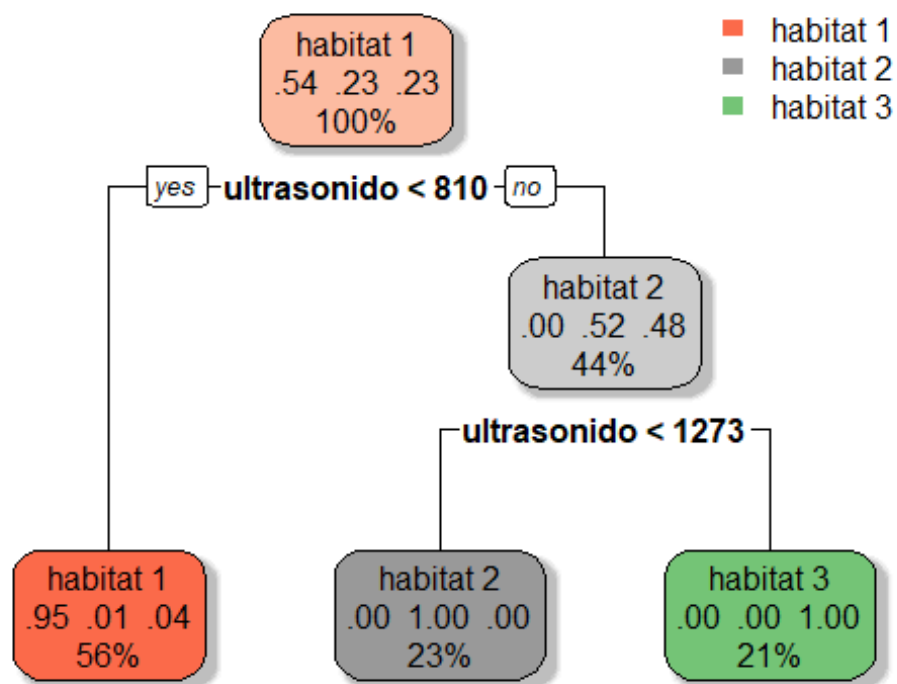 habitat 1
.54 .23 .23
100%
habitat 1
habitat 2
habitat 3
yes ultrasonido < 810 no
habitat 2
.00 .52 .48
44%
ultrasonido < 1273
habitat 1
.95 .01 .04
56%
habitat 2
.00 1.00 .00
23%
habitat 3
.00 .00 1.00
21%